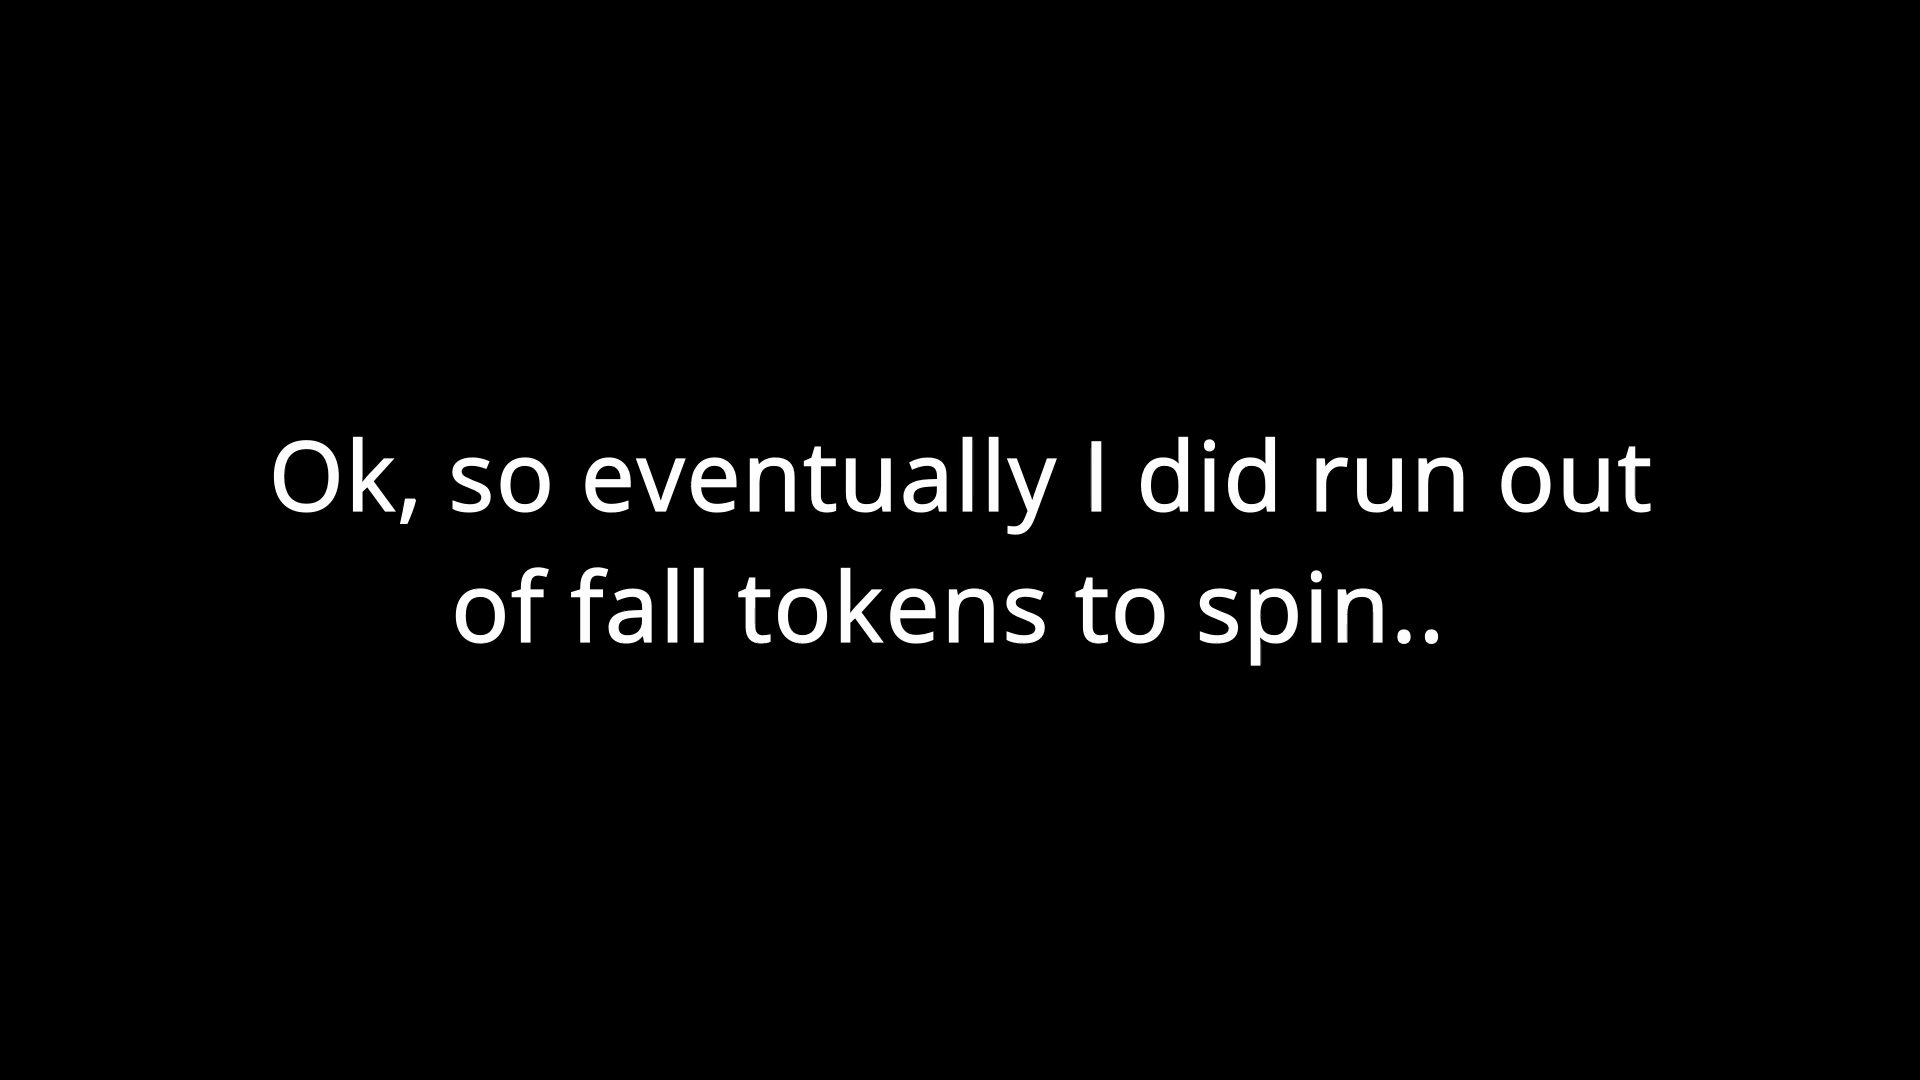 Ok, so eventually I did run out
of fall tokens to spin..